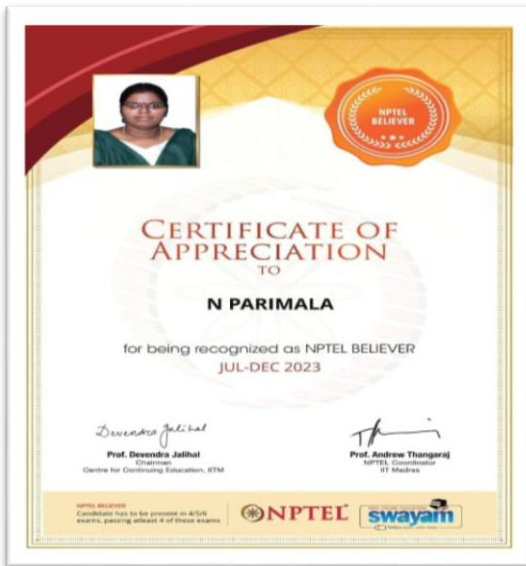 NPTEL
BELIEVER
CERTIFICATE OF
APPRECIATION
TO
N PARIMALA
for being recognized as NPTEL BELIEVER
JUL-DEC 2023
Devendra Jalihal
Prof. Devendra Jalihal
Chairman
Centre for Continuing Education, IITM
Prof. Andrew Thangaraj
NPTEL Coordinator
IIT Madras
NPTEL BELIEVER
Candidate has to be present in 4/5/6
exams, passing atleast 4 of these exams
NPTEL
swayam